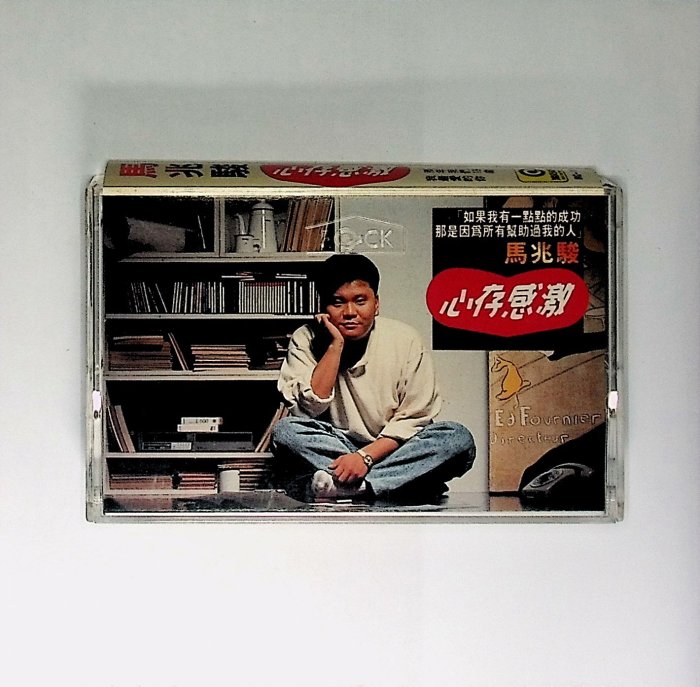 馬兆駿
心存感激
「如果我有一點點的成功
那是因爲所有幫助過我的人」
馬兆駿
心存感激
Ed Fournier
Directeur